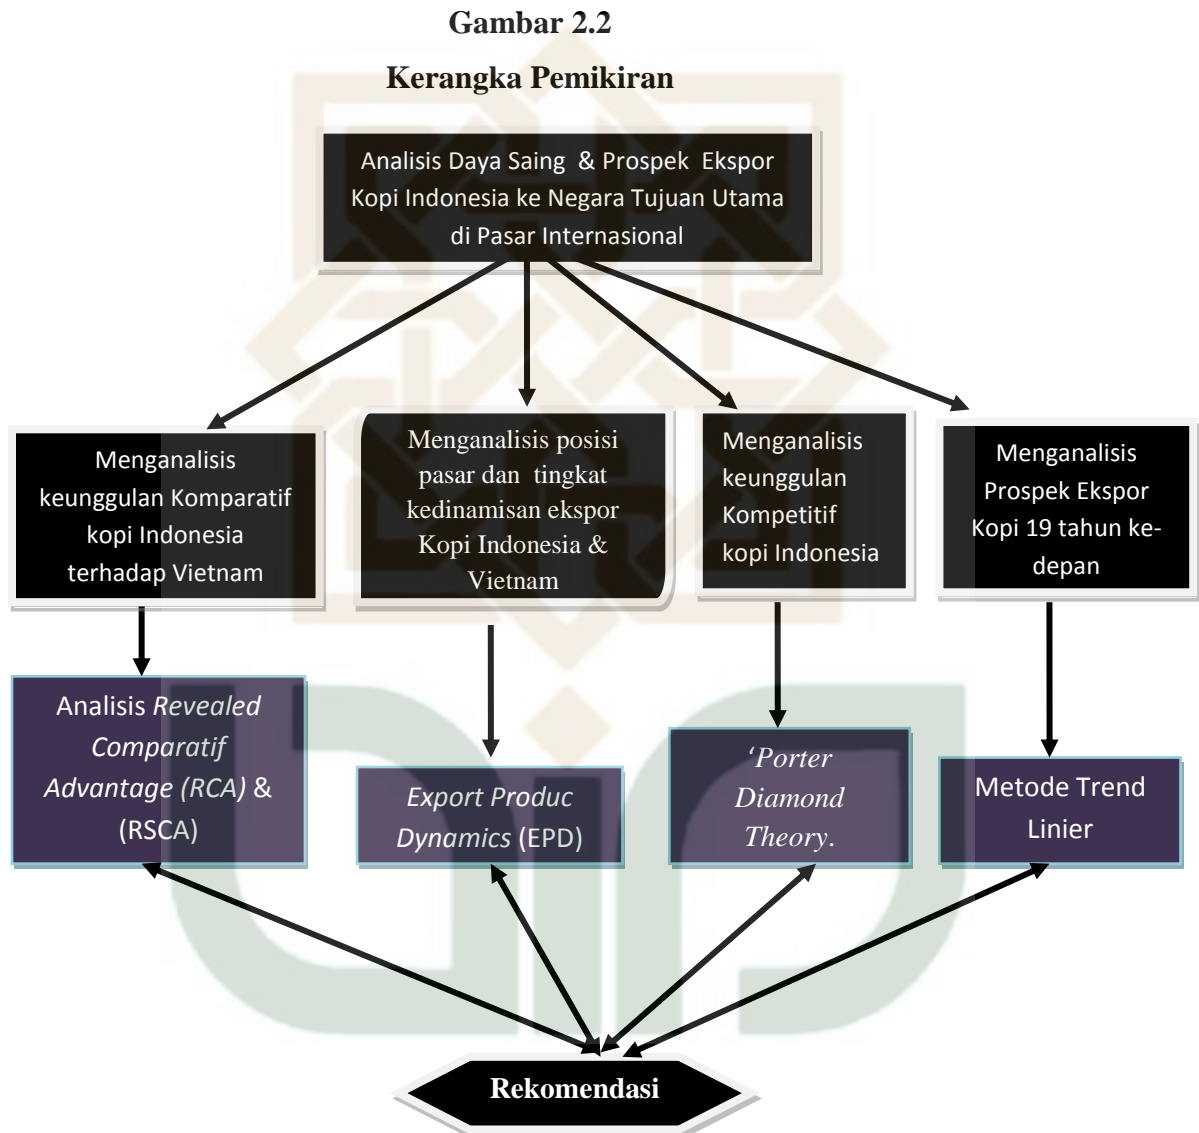 Gambar 2.2
Kerangka Pemikiran
Analisis Daya Saing & Prospek Ekspor
Kopi Indonesia ke Negara Tujuan Utama
di Pasar Internasional
Menganalisis
keunggulan Komparatif
kopi Indonesia
terhadap Vietnam
Menganalisis posisi
pasar dan tingkat
kedinamisan ekspor
Kopi Indonesia &
Vietnam
Menganalisis
keunggulan
Kompetitif
kopi Indonesia
Menganalisis
Prospek Ekspor
Kopi 19 tahun ke-
depan
Analisis Revealed
Comparatif
Advantage (RCA) &
(RSCA)
Export Produc
Dynamics (EPD)
‘Porter
Diamond
Theory.
Metode Trend
Linier
Rekomendasi